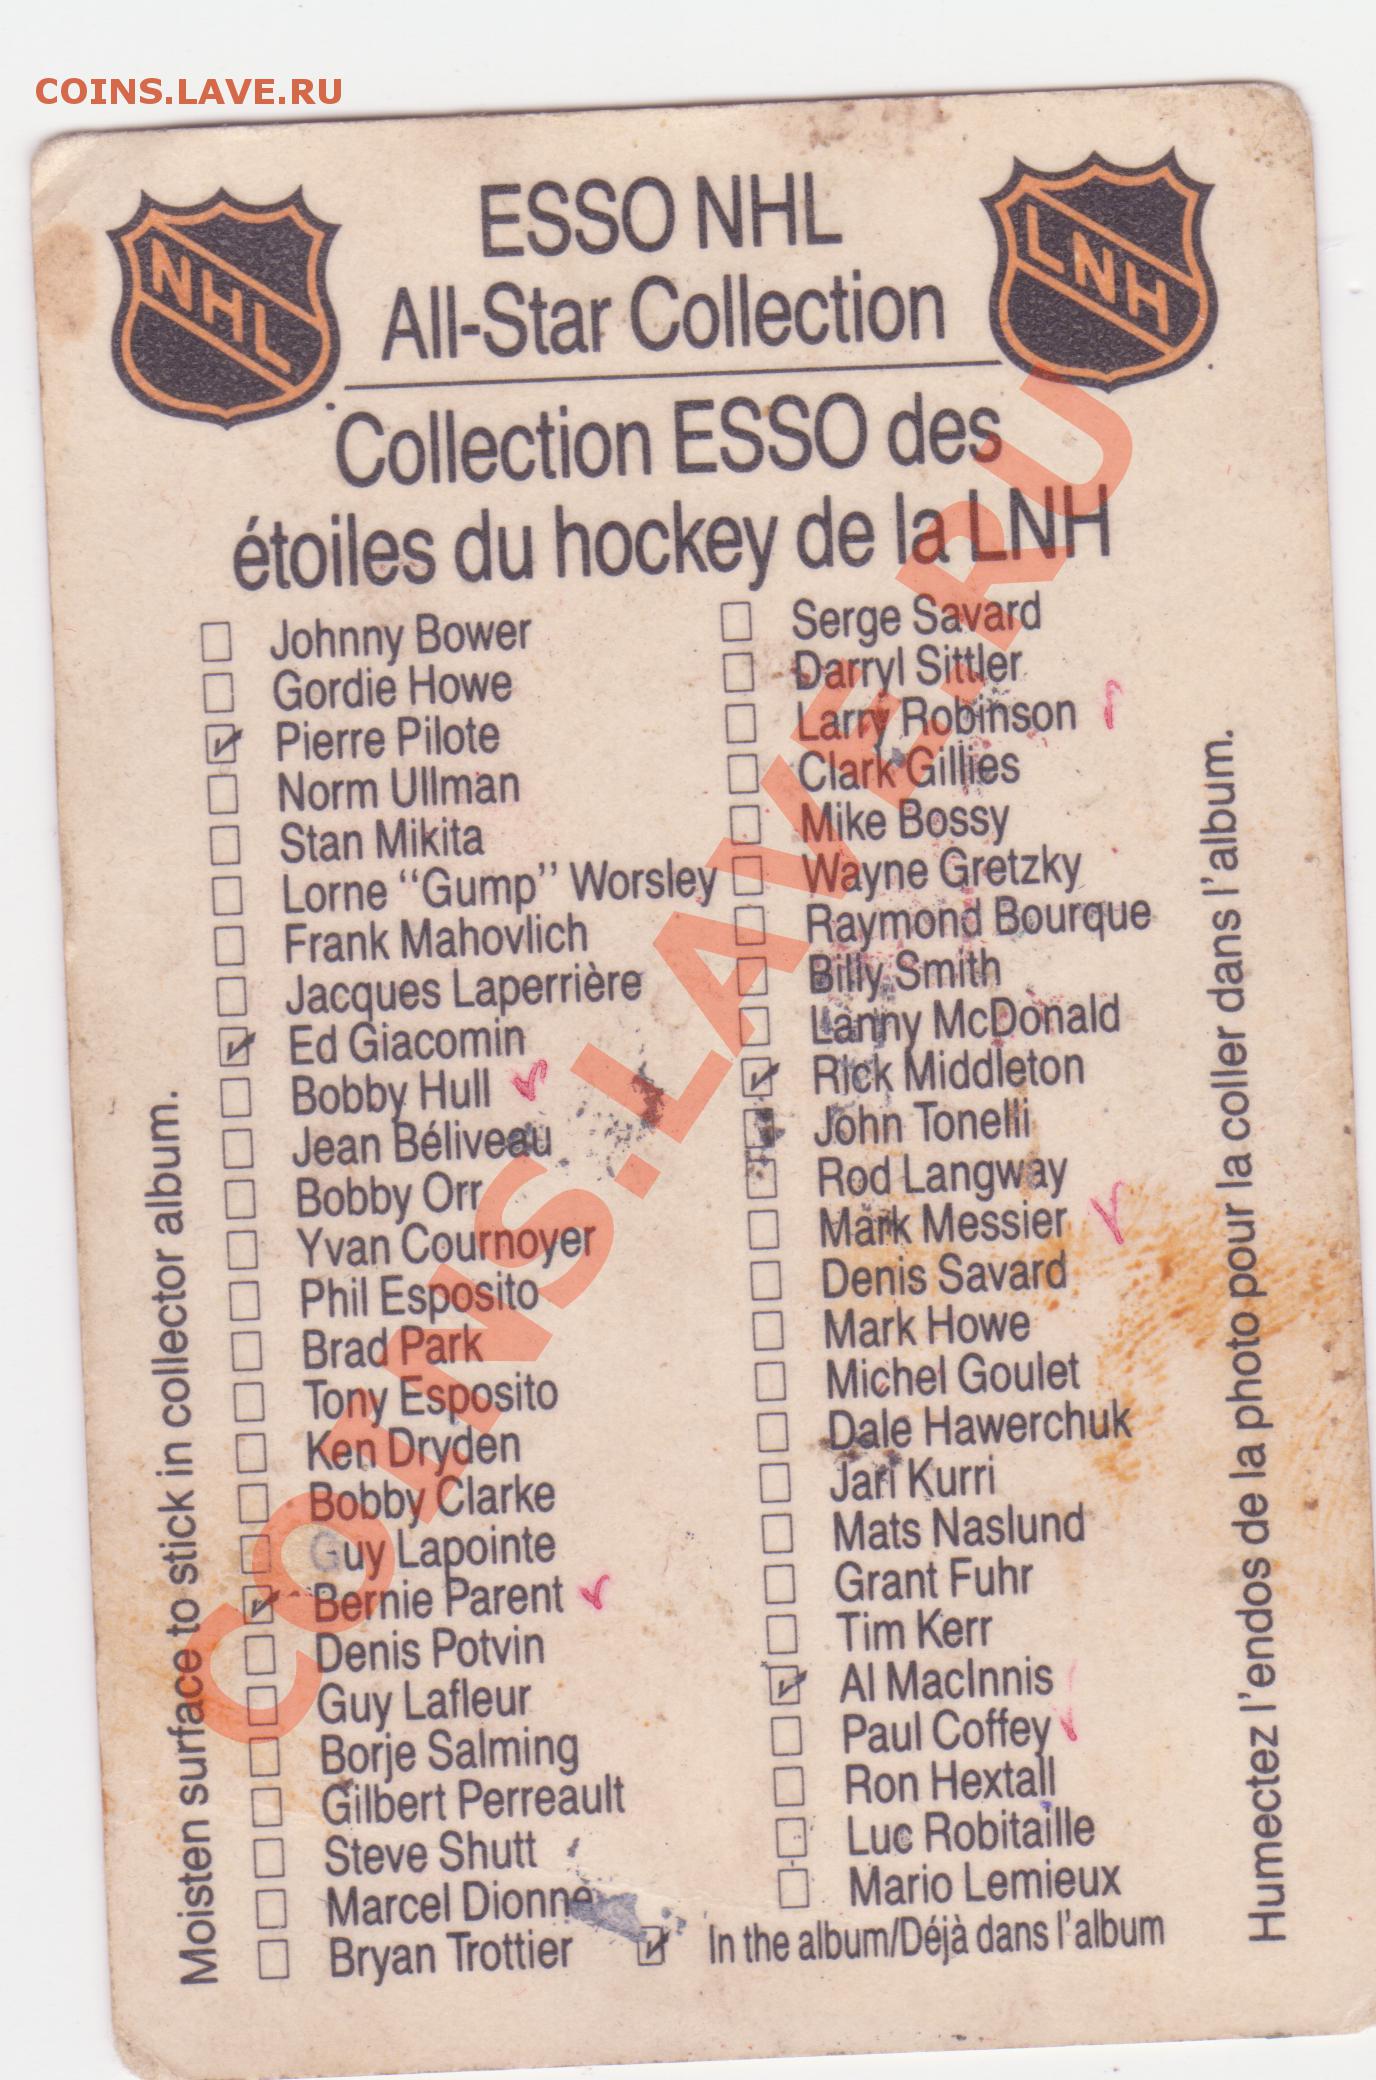 COINS.LAVE.RU
NHL
LNH
ESSO NHL
All-Star Collection
Collection ESSO des
étoiles du hockey de la LNH
Johnny Bower
Gordie Howe
Pierre Pilote
Norm Ullman
Stan Mikita
Lorne “Gump” Worsley
Frank Mahovlich
Jacques Laperrière
Ed Giacomin
Bobby Hull
Jean Béliveau
Bobby Orr
Yvan Cournoyer
Phil Esposito
Brad Park
Tony Esposito
Ken Dryden
Bobby Clarke
Guy Lapointe
Bernie Parent
Denis Potvin
Guy Lafleur
Borje Salming
Gilbert Perreault
Steve Shutt
Marcel Dionne
Bryan Trottier
Serge Savard
Darryl Sittler
Larry Robinson
Clark Gillies
Mike Bossy
Wayne Gretzky
Raymond Bourque
Billy Smith
Lanny McDonald
Rick Middleton
John Tonelli
Rod Langway
Mark Messier
Denis Savard
Mark Howe
Michel Goulet
Dale Hawerchuk
Jari Kurri
Mats Naslund
Grant Fuhr
Tim Kerr
Al MacInnis
Paul Coffey
Ron Hextall
Luc Robitaille
Mario Lemieux
In the album/Déjà dans l'album
Moisten surface to stick in collector album.
Humectez l'endos de la photo pour la coller dans l'album.
COINS.LAVE.RU